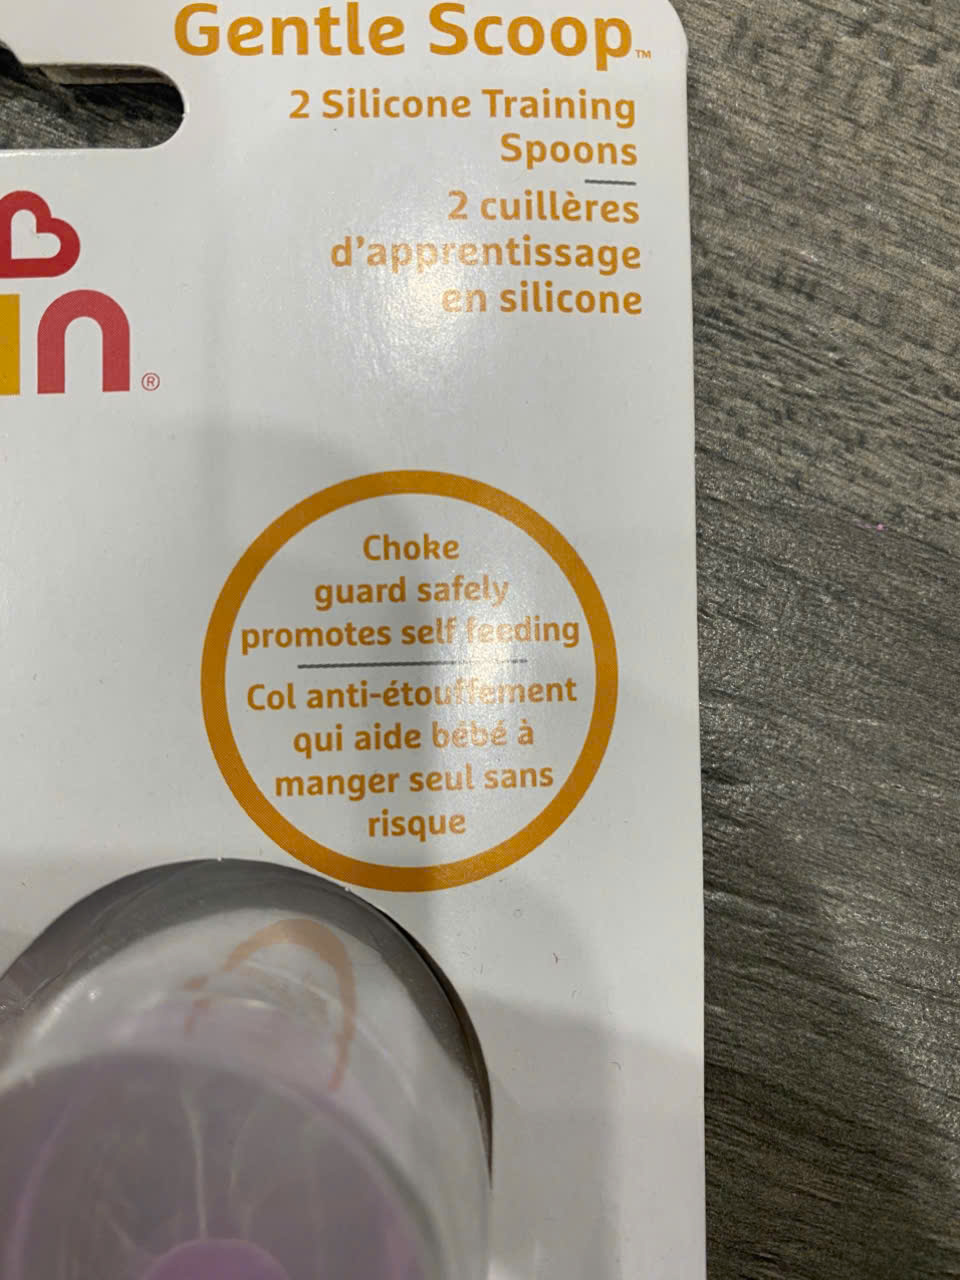 Gentle Scoop™
2 Silicone Training
Spoons
2 cuillères
d'apprentissage
en silicone
n®
Choke
guard safely
promotes self feeding
Col anti-étouffement
qui aide bébé à
manger seul sans
risque